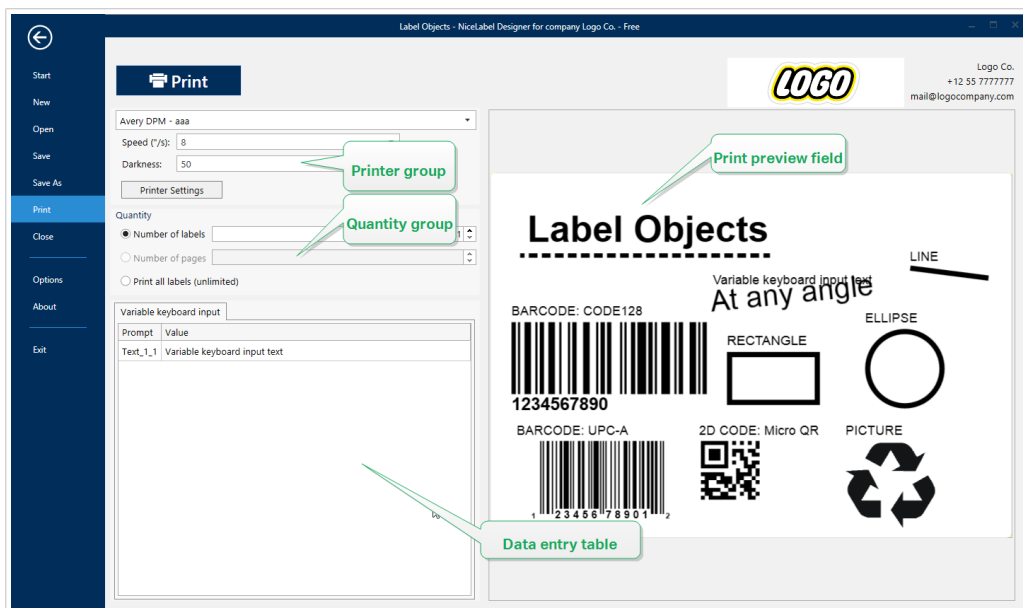 Label Objects - NiceLabel Designer for company Logo Co. - Free
Start
New
Open
Save
Save As
Print
Close
Options
About
Exit
Print
LOGO
Logo Co.
+12 55 7777777
mail@logocompany.com
Avery DPM - aaa
Speed ("/s): 8
Darkness: 50
Printer Settings
Printer group
Quantity
Number of labels 1
Number of pages
Print all labels (unlimited)
Quantity group
Variable keyboard input
Prompt Value
Text_1_1 Variable keyboard input text
Data entry table
Print preview field
Label Objects
LINE
Variable keyboard input text
At any angle
BARCODE: CODE128
1234567890
RECTANGLE
ELLIPSE
BARCODE: UPC-A
1 23456 78901 2
2D CODE: Micro QR
PICTURE